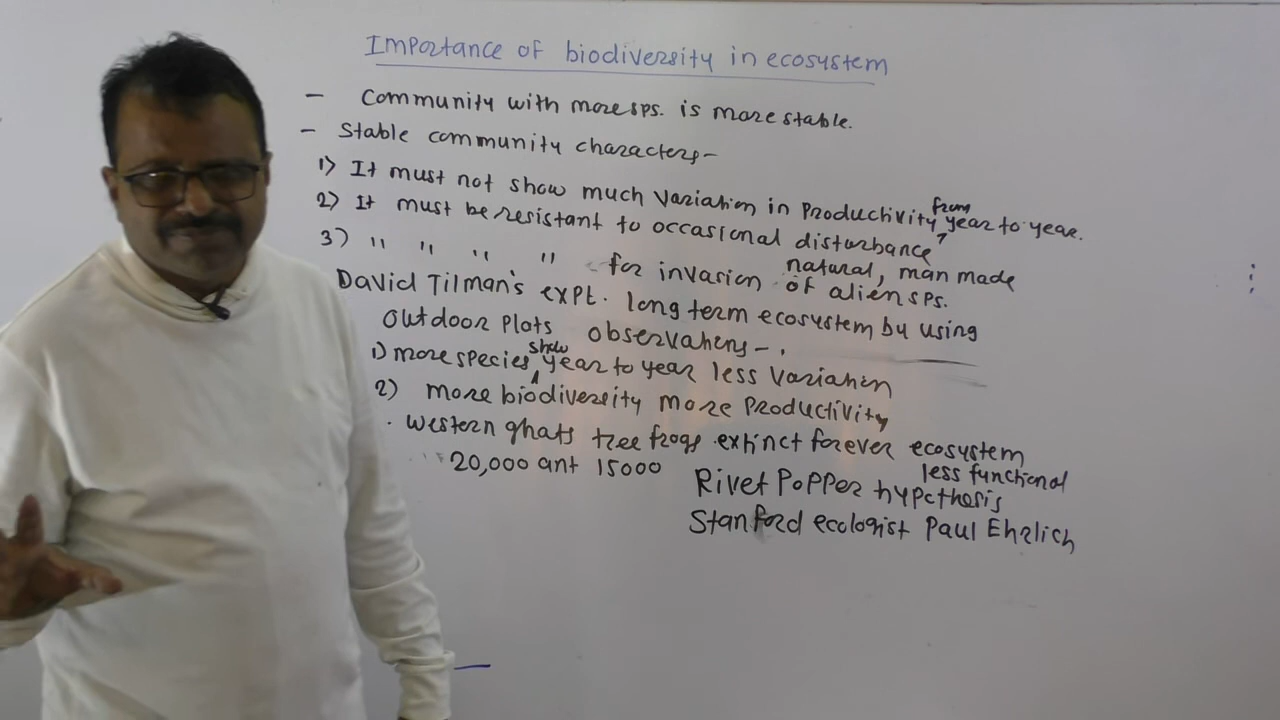 Importance of biodiversity in ecosystem
- Community with more sps. is more stable.
- Stable community characters-
1) It must not show much variation in productivity from year to year.
2) It must be resistant to occasional disturbance,
natural, man made
3) " " " " for invasion of alien sps.
David Tilman's expt. long term ecosystem by using
outdoor plots observations-.
1) more species show year to year less variation
2) more biodiversity more productivity
. western ghats tree frogs extinct forever ecosystem
less functional
20,000 ant 15000
Rivet Popper hypothesis
Stanford ecologist Paul Ehrlich